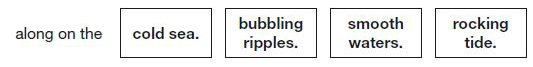 along on the
cold sea.
bubbling
ripples.
smooth
waters.
rocking
tide.